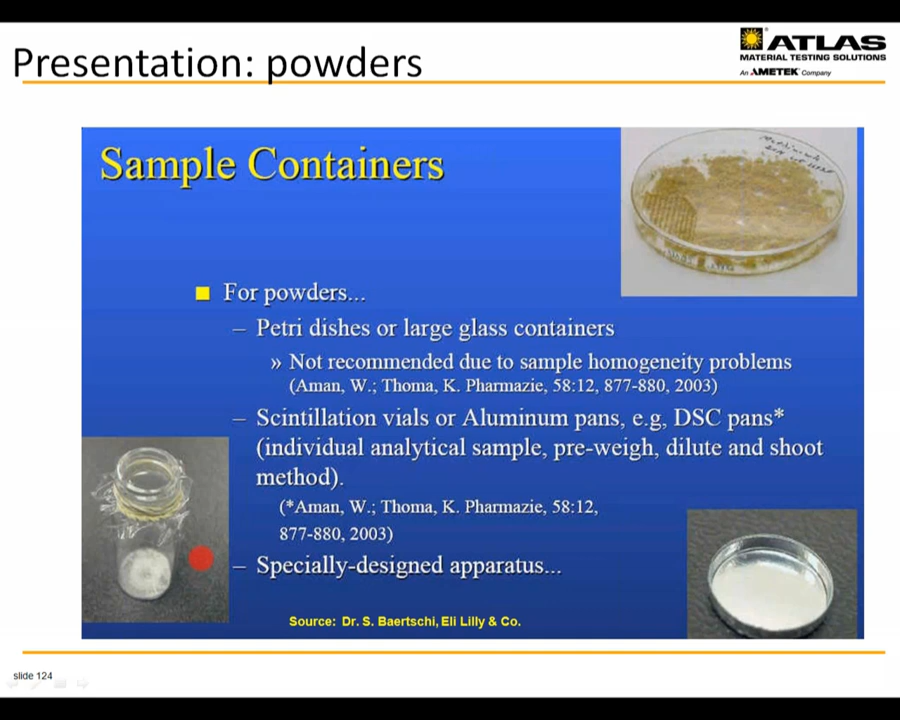 Presentation: powders
ATLAS
MATERIAL TESTING SOLUTIONS
An AMETEK Company
Sample Containers
For powders...
– Petri dishes or large glass containers
» Not recommended due to sample homogeneity problems
(Aman, W.; Thoma, K. Pharmazie, 58:12, 877-880, 2003)
– Scintillation vials or Aluminum pans, e.g, DSC pans*
(individual analytical sample, pre-weigh, dilute and shoot
method).
(*Aman, W.; Thoma, K. Pharmazie, 58:12,
877-880, 2003)
– Specially-designed apparatus...
Source: Dr. S. Baertschi, Eli Lilly & Co.
slide 124